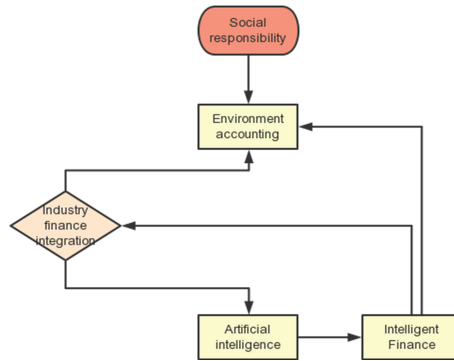 Social
responsibility
Environment
accounting
Industry
finance
integration
Artificial
intelligence
Intelligent
Finance